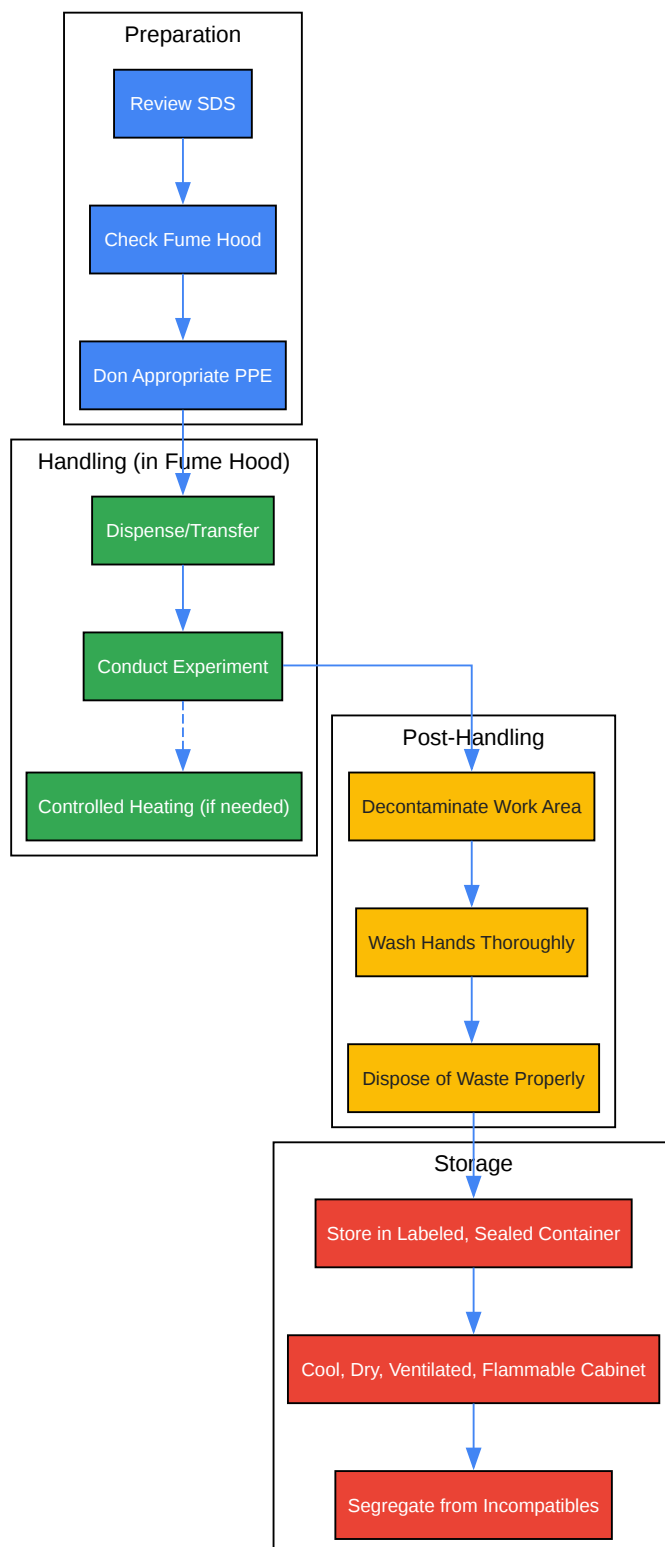 Preparation
Review SDS
Check Fume Hood
Don Appropriate PPE
Handling (in Fume Hood)
Dispense/Transfer
Conduct Experiment
Controlled Heating (if needed)
Post-Handling
Decontaminate Work Area
Wash Hands Thoroughly
Dispose of Waste Properly
Storage
Store in Labeled, Sealed Container
Cool, Dry, Ventilated, Flammable Cabinet
Segregate from Incompatibles